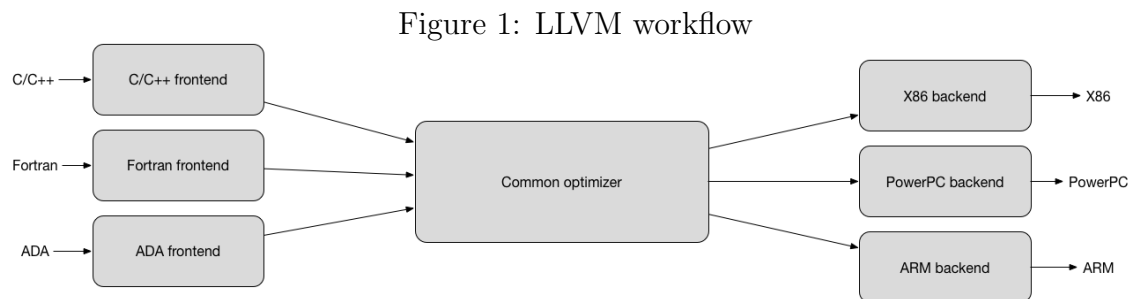 Figure 1: LLVM workflow
C/C++
C/C++ frontend
X86 backend
X86
Fortran
Fortran frontend
Common optimizer
PowerPC backend
PowerPC
ADA
ADA frontend
ARM backend
ARM